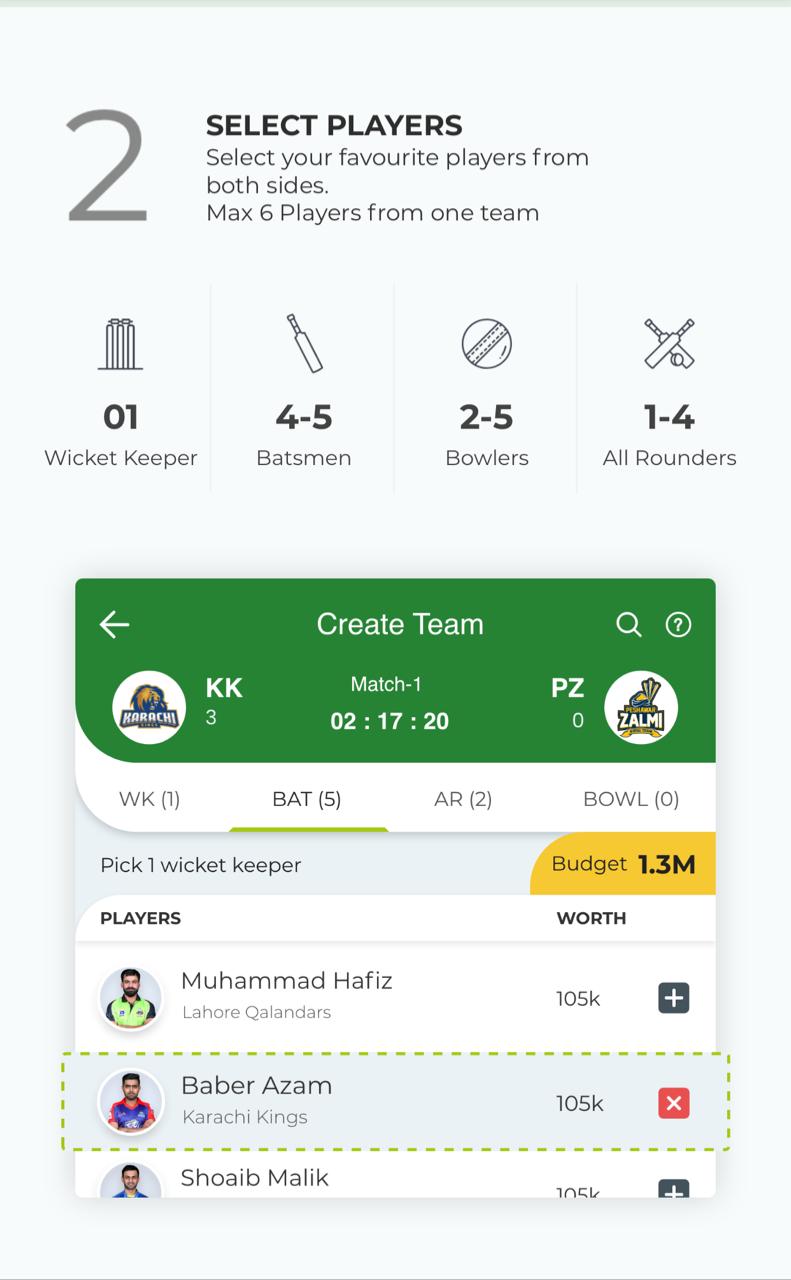 2
SELECT PLAYERS
Select your favourite players from
both sides.
Max 6 Players from one team
01 4-5 2-5 1-4
Wicket Keeper Batsmen Bowlers All Rounders
Create Team
KK Match-1 PZ
3 02 : 17 : 20 0
KARACHI
KINGS
PESHAWAR
ZALMI
WK (1) BAT (5) AR (2) BOWL (0)
Pick 1 wicket keeper Budget 1.3M
PLAYERS WORTH
Muhammad Hafiz
Lahore Qalandars
105k
Baber Azam
Karachi Kings
105k
Shoaib Malik
105k